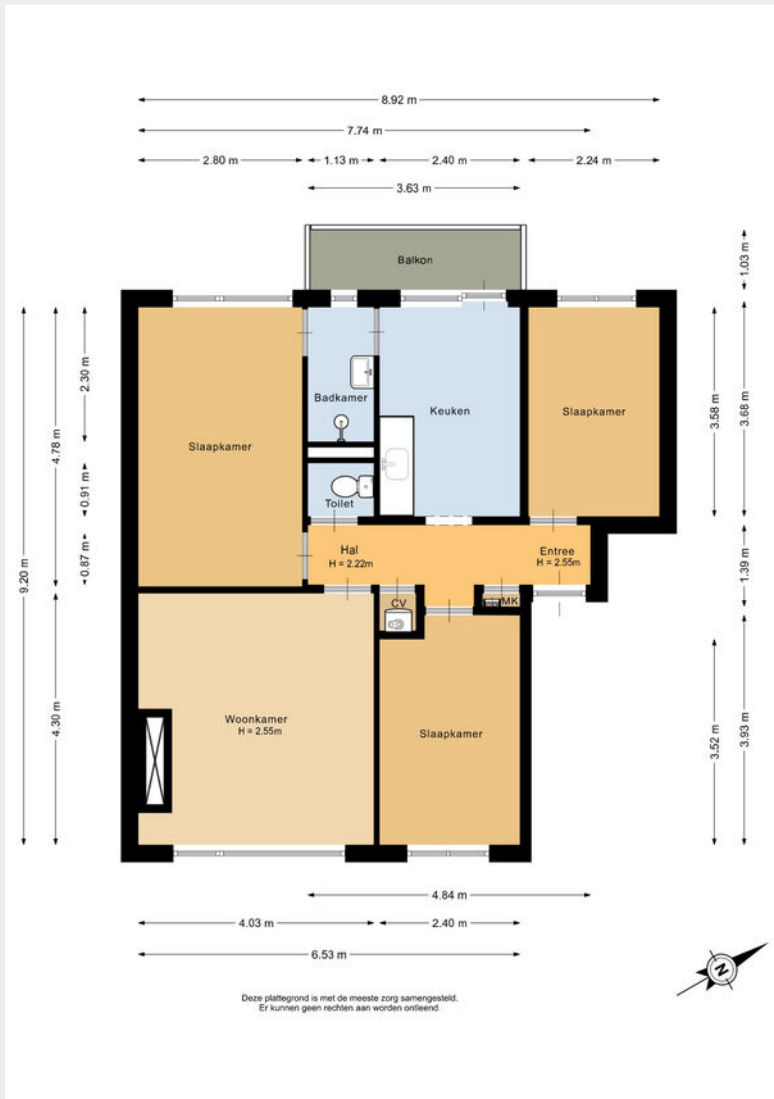 8.92 m
7.74 m
2.80 m
1.13 m
2.40 m
2.24 m
3.63 m
Balkon
1.03 m
Badkamer
Keuken
Slaapkamer
Slaapkamer
Toilet
Hal
H = 2.22m
Entree
H = 2.55m
CV
MK
Woonkamer
H = 2.55m
Slaapkamer
9.20 m
4.78 m
2.30 m
0.91 m
0.87 m
4.30 m
3.58 m
3.68 m
1.39 m
3.52 m
3.93 m
4.84 m
4.03 m
2.40 m
6.53 m
N
Deze plattegrond is met de meeste zorg samengesteld.
Er kunnen geen rechten aan worden ontleend.